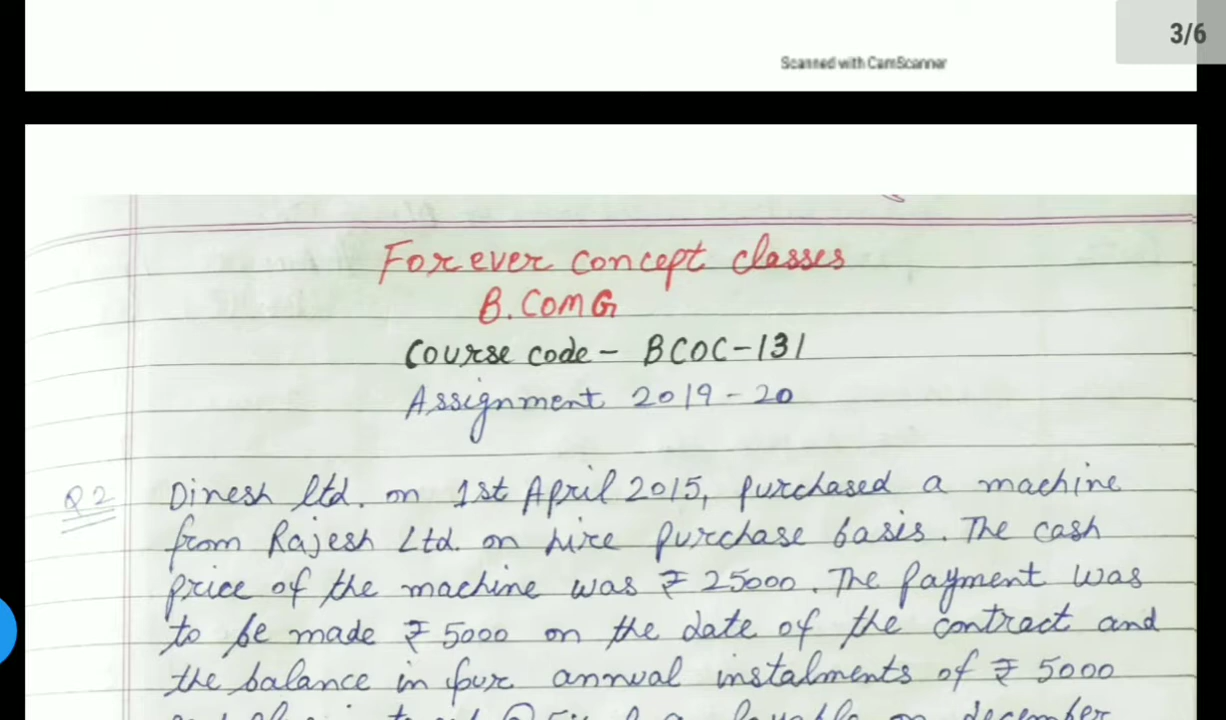 3/6
Scanned with CamScanner
Forever concept classes
B.COM G
Course code - BCOC-131
Assignment 2019-20
Q2 Dinesh ltd. on 1st April 2015, purchased a machine
from Rajesh Ltd. on hire purchase basis. The cash
price of the machine was ₹ 25000. The payment was
to be made ₹ 5000 on the date of the contract and
the balance in four annual instalments of ₹ 5000
payable on december